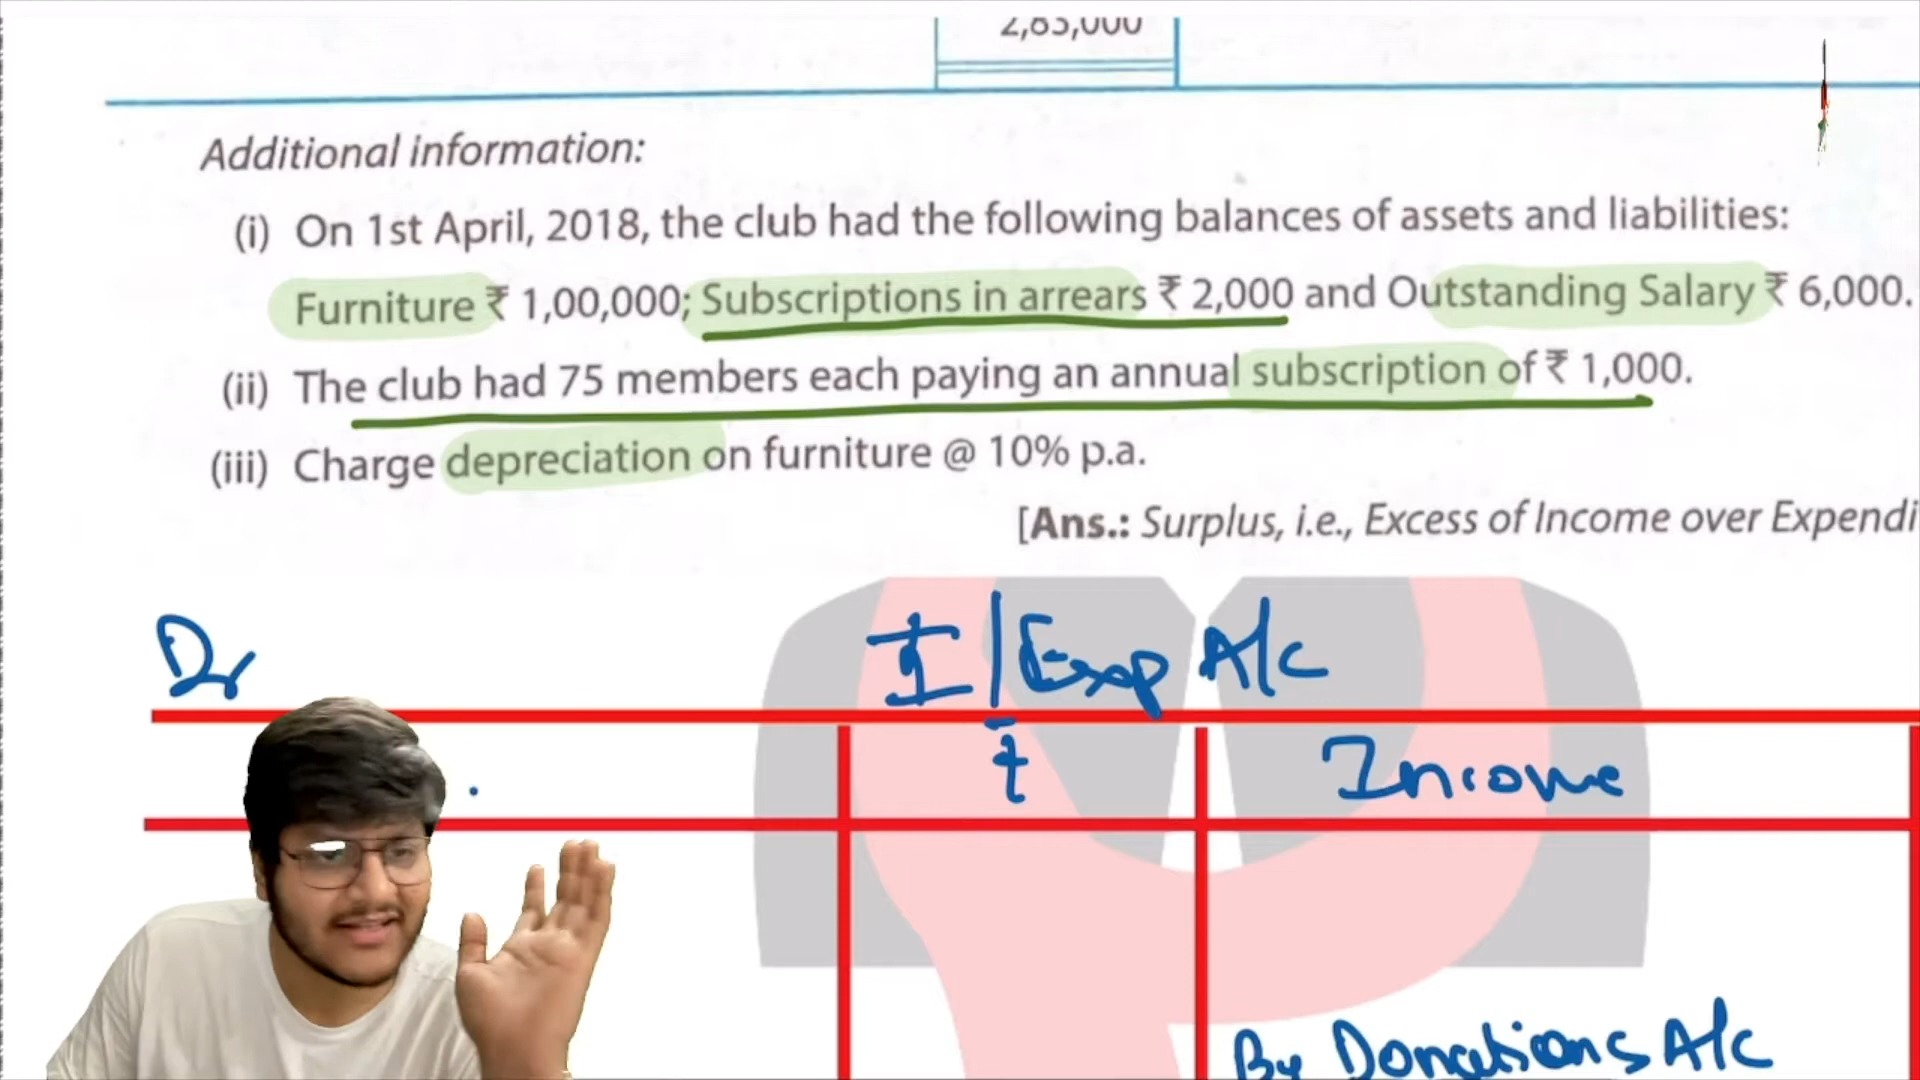 2,85,000
Additional information:
(i) On 1st April, 2018, the club had the following balances of assets and liabilities:
Furniture ₹ 1,00,000; Subscriptions in arrears ₹ 2,000 and Outstanding Salary ₹ 6,000.
(ii) The club had 75 members each paying an annual subscription of ₹ 1,000.
(iii) Charge depreciation on furniture @ 10% p.a.
[Ans.: Surplus, i.e., Excess of Income over Expendi
Dr I/Exp A/c
₹ Income
By Donations A/c